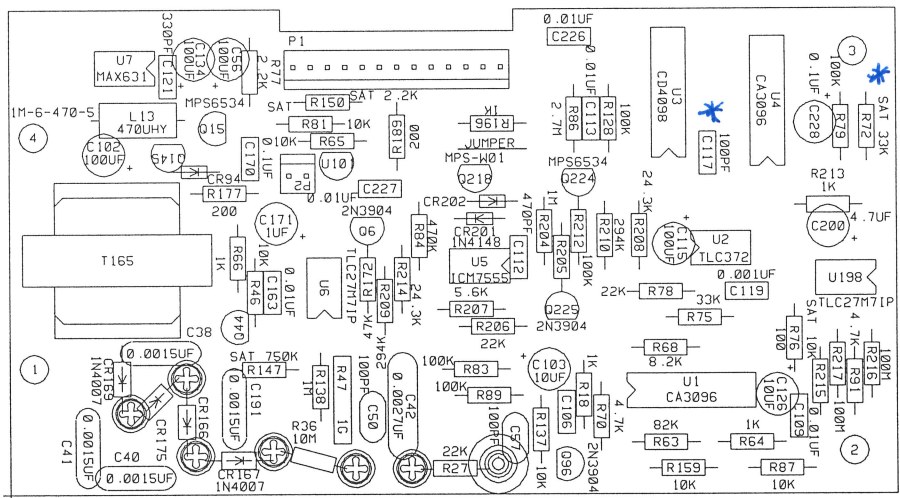 330PF
C121
U7
MAX631
C134
100UF
C56
100UF
2.2K
R77
P1
0.01UF
C226
0.01UF
1M-6-470-5
L13
470UHY
MPS6534
Q15
SAT
R150
SAT 2.2K
R81
10K
10K
R65
R189
200
1K
R196
JUMPER
MPS-W01
Q218
2.7M
R86
C113
R128
100K
CD4098
U3
C117
100PF
CA3096
U4
0.1UF
C228
100K
R79
R72
SAT 33K
3
4
C102
100UF
Q141
CR94
R177
200
C170
0.1UF
P2
U101
0.01UF
C227
2N3904
Q6
CR202
CR201
1N4148
470PF
MPS6534
Q224
1M
R204
R205
R212
100K
R210
294K
R208
24.3K
C115
100UF
U2
TLC372
R213
1K
4.7UF
C200
T165
C171
1UF
R66
1K
10K
R46
C163
0.01UF
U6
TLC27M7IP
R172
47K
R209
294K
R214
24.3K
R84
470K
U5
ICM7555
C112
5.6K
R207
R206
22K
Q225
2N3904
22K
R78
0.001UF
C119
33K
R75
U198
TLC27M7IP
Q44
C38
0.0015UF
1
CR169
1N4007
SAT 750K
R147
R138
1M
R47
1C
100PF
C50
C42
0.0027UF
100K
R83
100K
R89
C103
10UF
1K
R18
C106
R70
4.7K
R68
8.2K
U1
CA3096
R76
100
SAT 10K
R215
R217
100M
4.7K
R91
R216
100M
C126
10UF
C109
0.01UF
C41
0.0015UF
C40
0.0015UF
CR175
CR166
C191
0.0015UF
CR167
1N4007
R36
10M
22K
R27
100PF
C57
R137
10K
Q96
2N3904
82K
R63
1K
R64
R159
10K
R87
10K
2